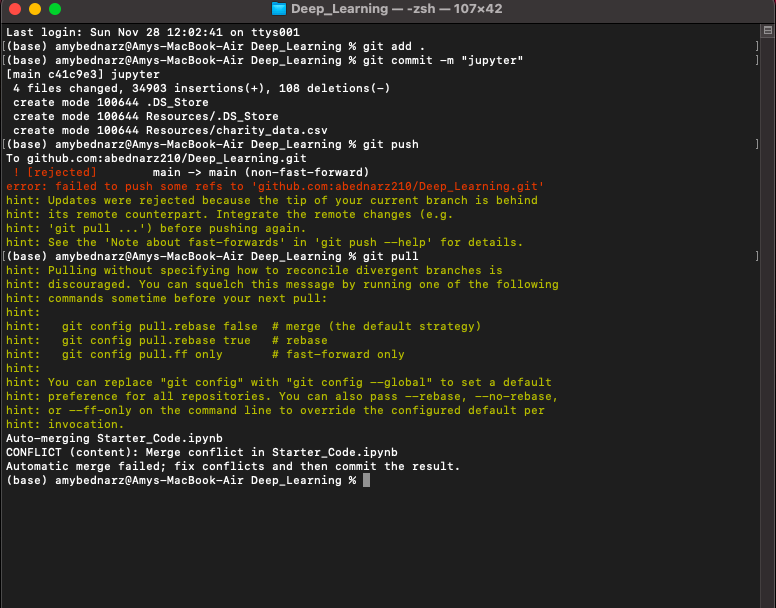 Deep_Learning — -zsh — 107×42
Last login: Sun Nov 28 12:02:41 on ttys001
[(base) amybednarz@Amys-MacBook-Air Deep_Learning % git add . ]
[(base) amybednarz@Amys-MacBook-Air Deep_Learning % git commit -m "jupyter" ]
[main c41c9e3] jupyter
 4 files changed, 34903 insertions(+), 108 deletions(-)
 create mode 100644 .DS_Store
 create mode 100644 Resources/.DS_Store
 create mode 100644 Resources/charity_data.csv
[(base) amybednarz@Amys-MacBook-Air Deep_Learning % git push ]
To github.com:abednarz210/Deep_Learning.git
 ! [rejected]        main -> main (non-fast-forward)
error: failed to push some refs to 'github.com:abednarz210/Deep_Learning.git'
hint: Updates were rejected because the tip of your current branch is behind
hint: its remote counterpart. Integrate the remote changes (e.g.
hint: 'git pull ...') before pushing again.
hint: See the 'Note about fast-forwards' in 'git push --help' for details.
[(base) amybednarz@Amys-MacBook-Air Deep_Learning % git pull ]
hint: Pulling without specifying how to reconcile divergent branches is
hint: discouraged. You can squelch this message by running one of the following
hint: commands sometime before your next pull:
hint:
hint:   git config pull.rebase false  # merge (the default strategy)
hint:   git config pull.rebase true   # rebase
hint:   git config pull.ff only       # fast-forward only
hint:
hint: You can replace "git config" with "git config --global" to set a default
hint: preference for all repositories. You can also pass --rebase, --no-rebase,
hint: or --ff-only on the command line to override the configured default per
hint: invocation.
Auto-merging Starter_Code.ipynb
CONFLICT (content): Merge conflict in Starter_Code.ipynb
Automatic merge failed; fix conflicts and then commit the result.
(base) amybednarz@Amys-MacBook-Air Deep_Learning %